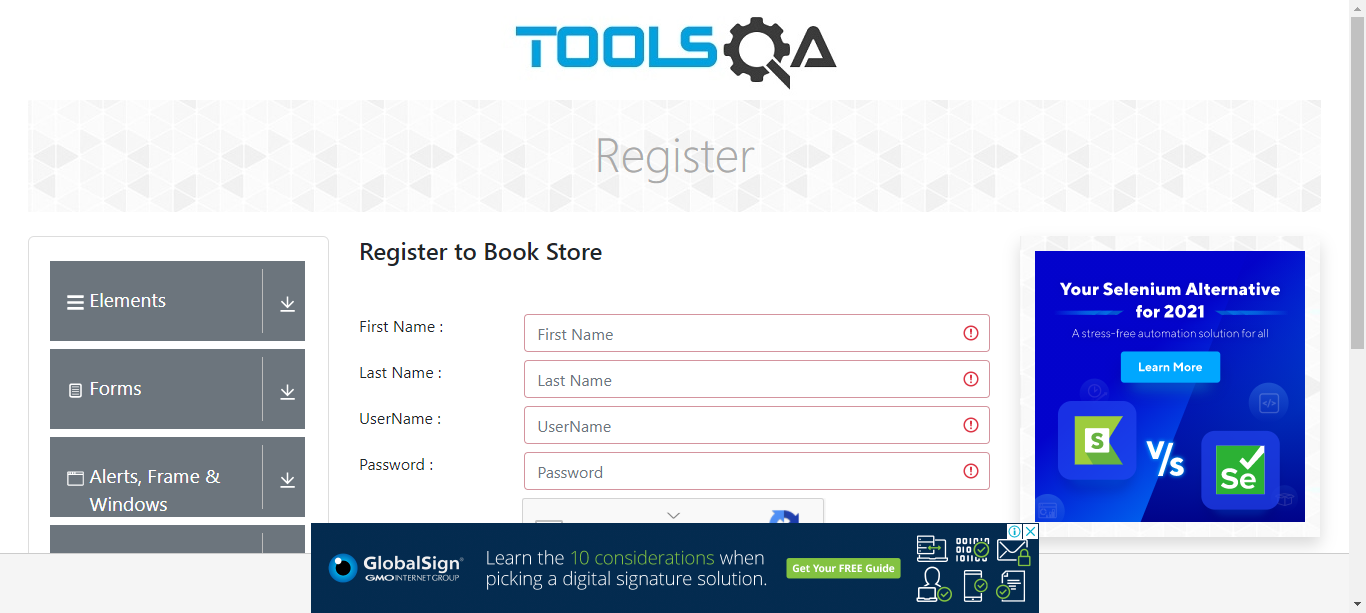 TOOLSQA
Register
Elements
Forms
Alerts, Frame &
Windows
Register to Book Store
First Name :
First Name
Last Name :
Last Name
UserName :
UserName
Password :
Password
Your Selenium Alternative
for 2021
A stress-free automation solution for all
Learn More
S
V/s
Se
GlobalSign
GMO INTERNET GROUP
Learn the 10 considerations when
picking a digital signature solution.
Get Your FREE Guide